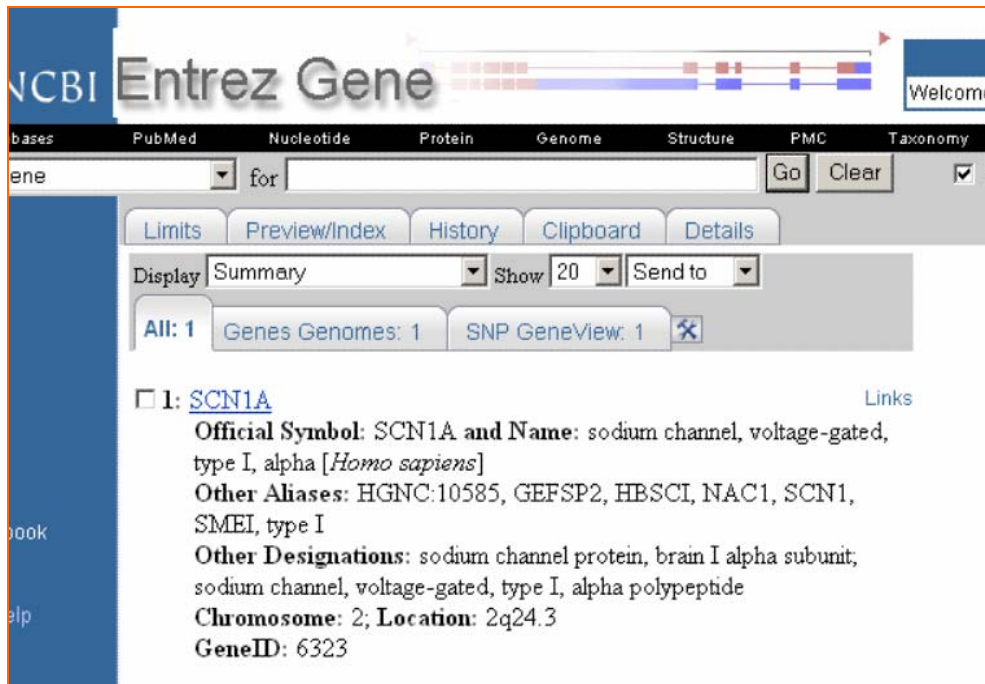 NCBI Entrez Gene
Welcom
bases PubMed Nucleotide Protein Genome Structure PMC Taxonomy
ene for Go Clear
Limits Preview/Index History Clipboard Details
Display Summary Show 20 Send to
All: 1 Genes Genomes: 1 SNP GeneView: 1
1: SCN1A Links
Official Symbol: SCN1A and Name: sodium channel, voltage-gated,
type I, alpha [Homo sapiens]
Other Aliases: HGNC:10585, GEFSP2, HBSCI, NAC1, SCN1,
SMEI, type I
Other Designations: sodium channel protein, brain I alpha subunit;
sodium channel, voltage-gated, type I, alpha polypeptide
Chromosome: 2; Location: 2q24.3
GeneID: 6323
ook
elp